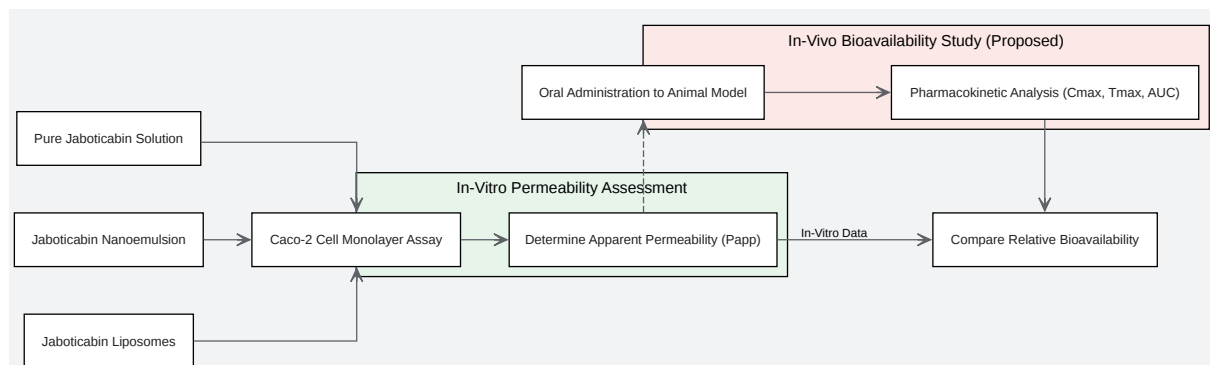 In-Vivo Bioavailability Study (Proposed)
Oral Administration to Animal Model
Pharmacokinetic Analysis (Cmax, Tmax, AUC)
Pure Jaboticabin Solution
In-Vitro Permeability Assessment
Jaboticabin Nanoemulsion
Caco-2 Cell Monolayer Assay
Determine Apparent Permeability (Papp)
In-Vitro Data
Compare Relative Bioavailability
Jaboticabin Liposomes